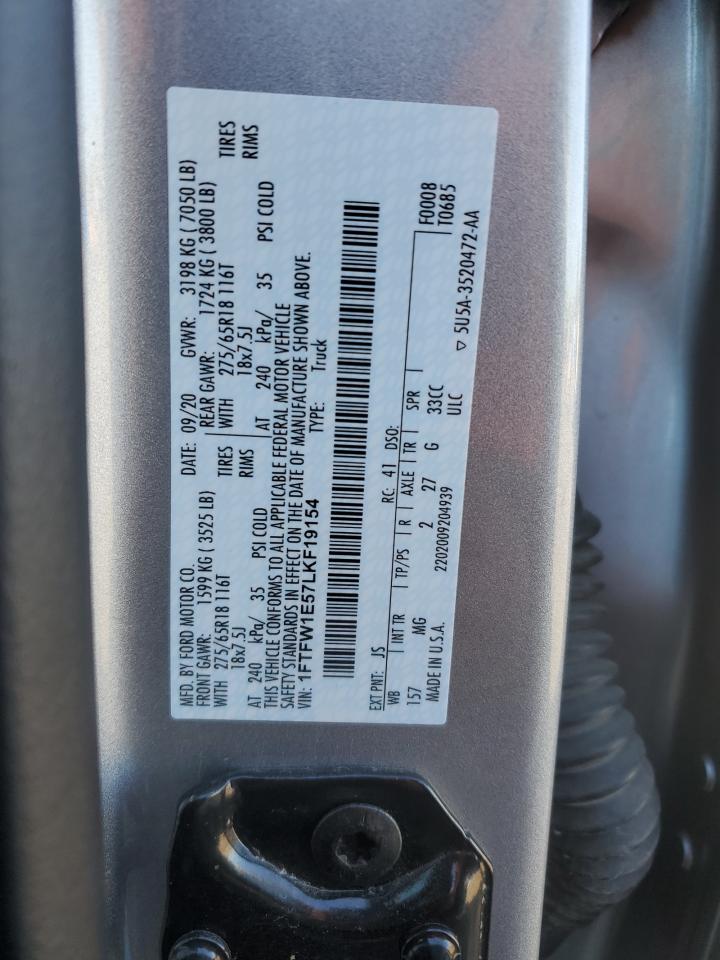 MFD. BY FORD MOTOR CO. DATE: 09/20 GVWR: 3198 KG ( 7050 LB)
FRONT GAWR: 1599 KG ( 3525 LB) REAR GAWR: 1724 KG ( 3800 LB)
WITH 275/65R18 116T TIRES WITH 275/65R18 116T TIRES
18x7.5J RIMS 18x7.5J RIMS
AT 240 kPa/ 35 PSI COLD AT 240 kPa/ 35 PSI COLD
THIS VEHICLE CONFORMS TO ALL APPLICABLE FEDERAL MOTOR VEHICLE
SAFETY STANDARDS IN EFFECT ON THE DATE OF MANUFACTURE SHOWN ABOVE.
VIN: 1FTFW1E57LKF19154 TYPE: Truck
EXT PNT: JS RC: 41 DSO: F0008
WB INT TR TP/PS R AXLE TR SPR T0685
157 MG 2 27 G 33CC
MADE IN U.S.A. 2202009204939 ULC ▽ 5U5A-3520472-AA